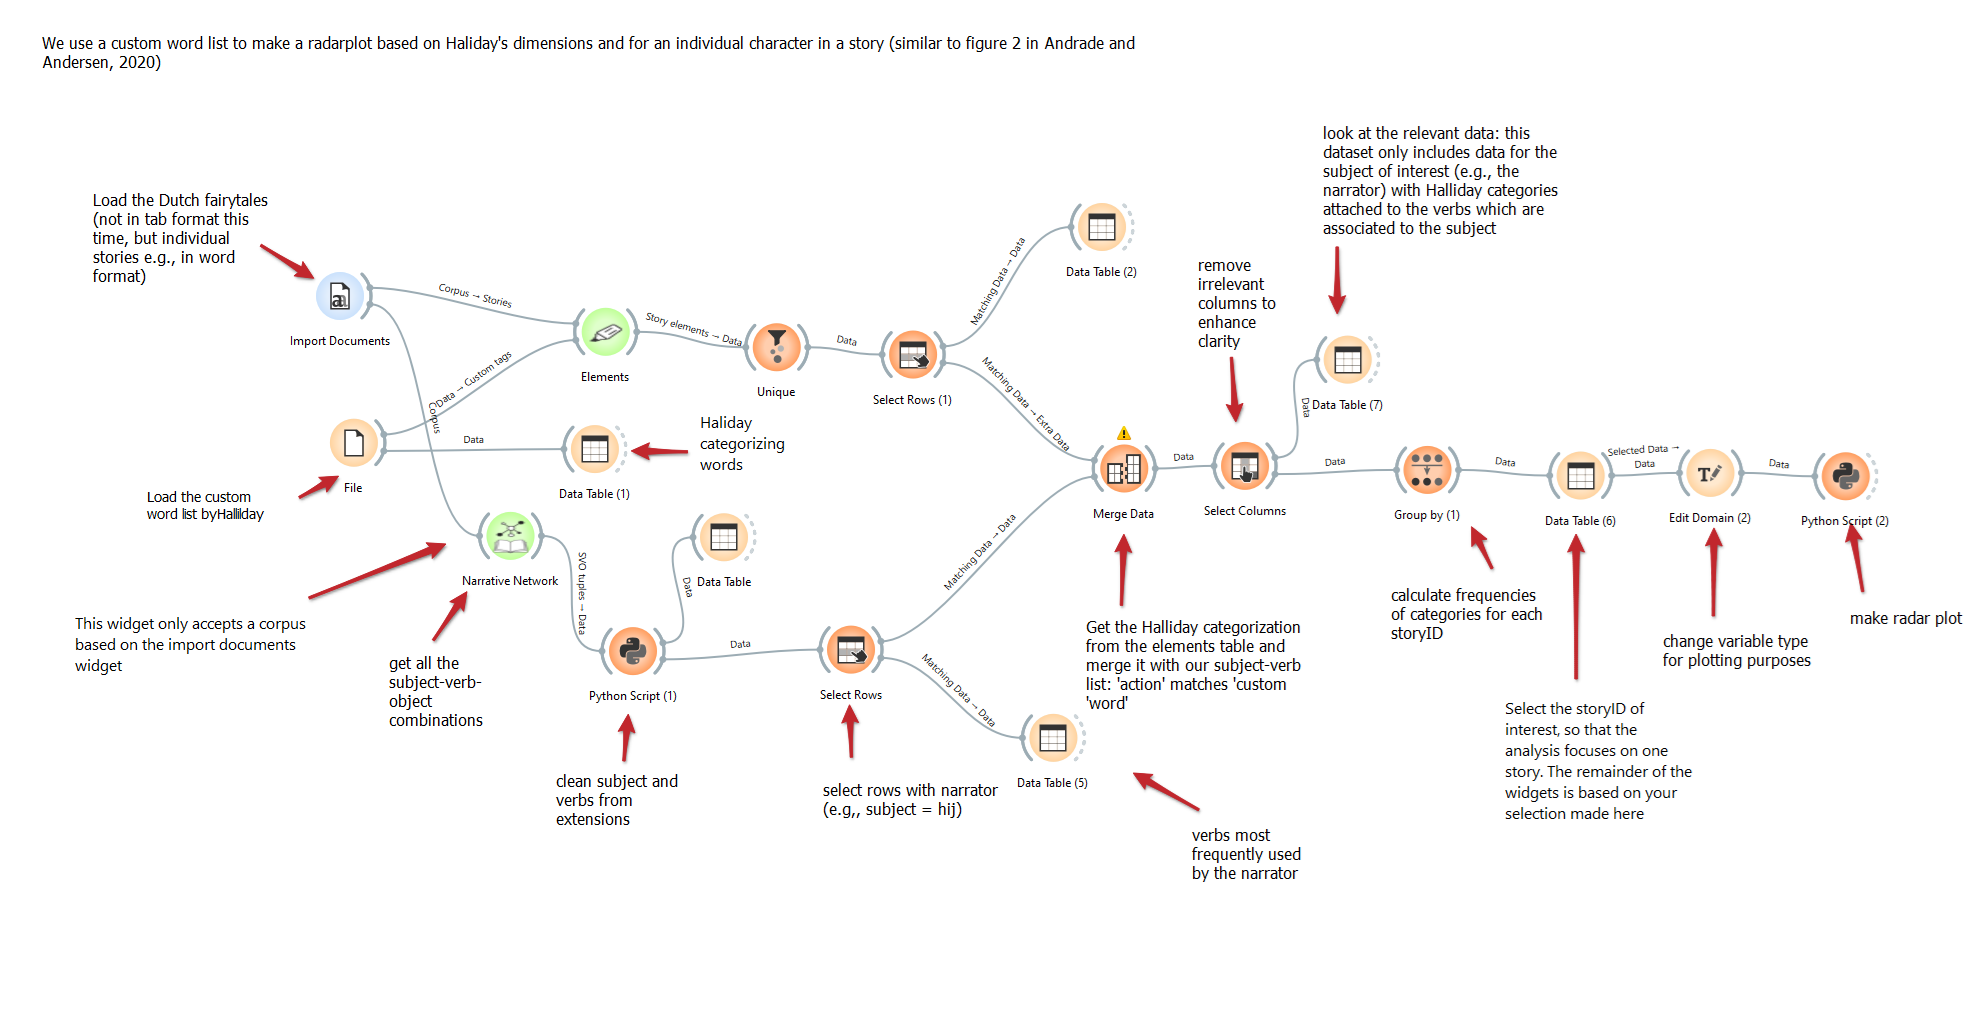 We use a custom word list to make a radarplot based on Haliday's dimensions and for an individual character in a story (similar to figure 2 in Andrade and
Andersen, 2020)
look at the relevant data: this
dataset only includes data for the
subject of interest (e.g., the
narrator) with Halliday categories
attached to the verbs which are
associated to the subject
Load the Dutch fairytales
(not in tab format this
time, but individual
stories e.g., in word
format)
remove
irrelevant
columns to
enhance
clarity
Import Documents
Corpus → Stories
Data → Custom tags
Corpus
Elements
Story elements → Data
Unique
Data
Select Rows (1)
Matching Data → Data
Data Table (2)
Matching Data → Extra Data
File
Data
Data Table (1)
Haliday
categorizing
words
Load the custom
word list byHallilday
Merge Data
Data
Select Columns
Data
Data Table (7)
Data
Group by (1)
Data
Data Table (6)
Selected Data →
Data
Edit Domain (2)
Data
Python Script (2)
Narrative Network
SVO tuples → Data
Data
Data Table
Matching Data → Data
This widget only accepts a corpus
based on the import documents
widget
get all the
subject-verb-
object
combinations
Python Script (1)
Data
Select Rows
Matching Data → Data
Data Table (5)
clean subject and
verbs from
extensions
select rows with narrator
(e.g,, subject = hij)
verbs most
frequently used
by the narrator
Get the Halliday categorization
from the elements table and
merge it with our subject-verb
list: 'action' matches 'custom
'word'
calculate frequencies
of categories for each
storyID
Select the storyID of
interest, so that the
analysis focuses on one
story. The remainder of the
widgets is based on your
selection made here
change variable type
for plotting purposes
make radar plot